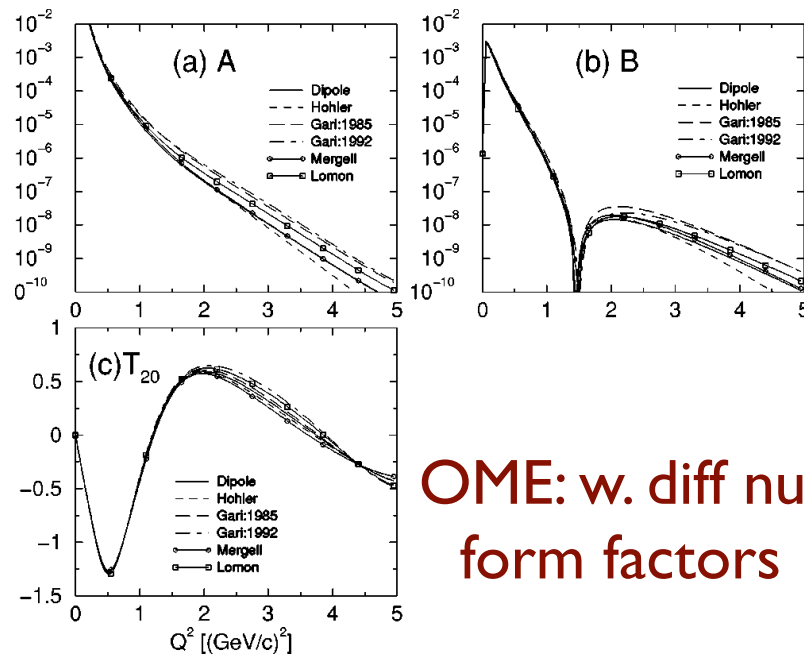 (a) A
10^-2
10^-3
10^-4
10^-5
10^-6
10^-7
10^-8
10^-9
0^-10
Dipole
Hohler
Gari:1985
Gari:1992
Mergell
Lomon
0 1 2 3 4 5
(b) B
10^-2
10^-3
10^-4
10^-5
10^-6
10^-7
10^-8
10^-9
10^-10
Dipole
Hohler
Gari:1985
Gari:1992
Mergell
Lomon
0 1 2 3 4 5
(c) T_20
1
0.5
0
−0.5
−1
−1.5
Dipole
Hohler
Gari:1985
Gari:1992
Mergell
Lomon
0 1 2 3 4 5
Q^2 [(GeV/c)^2]
OME: w. diff nu
form factors